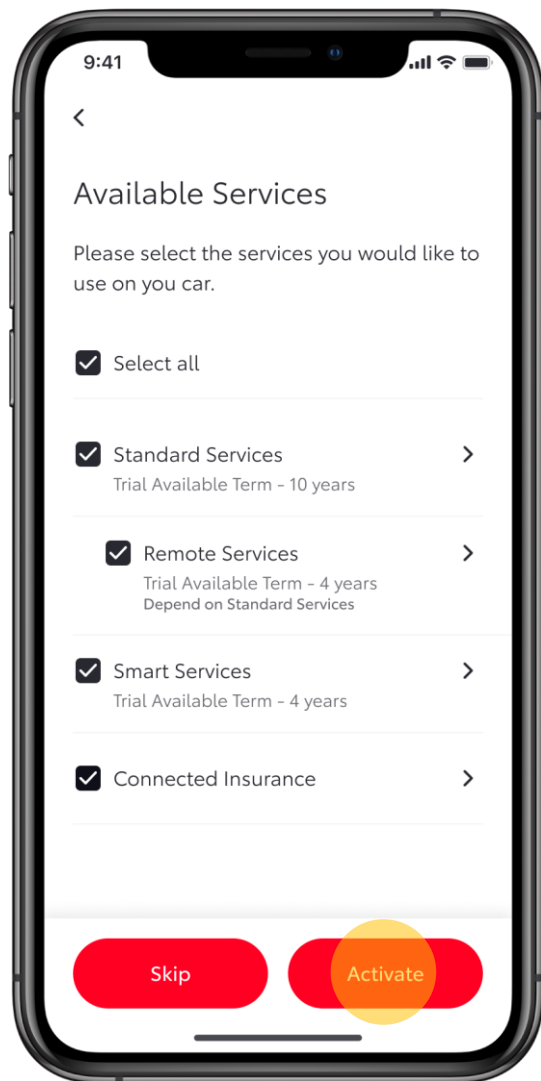 9:41
Available Services
Please select the services you would like to
use on you car.
Select all
Standard Services
Trial Available Term - 10 years
Remote Services
Trial Available Term - 4 years
Depend on Standard Services
Smart Services
Trial Available Term - 4 years
Connected Insurance
Skip
Activate